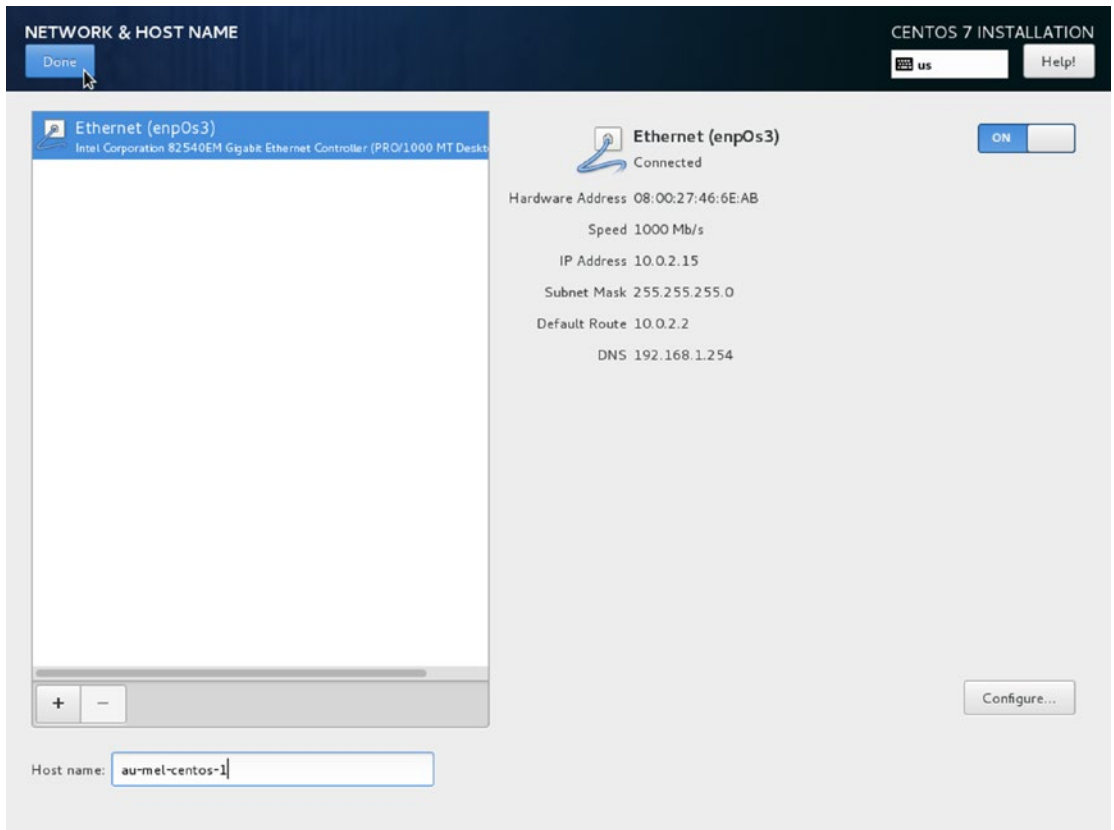 NETWORK & HOST NAME
CENTOS 7 INSTALLATION
Done
us
Help!
Ethernet (enp0s3)
Intel Corporation 82540EM Gigabit Ethernet Controller (PRO/1000 MT Deskt
Ethernet (enp0s3)
Connected
ON
Hardware Address 08:00:27:46:6E:AB
Speed 1000 Mb/s
IP Address 10.0.2.15
Subnet Mask 255.255.255.0
Default Route 10.0.2.2
DNS 192.168.1.254
+ −
Configure...
Host name: au-mel-centos-1